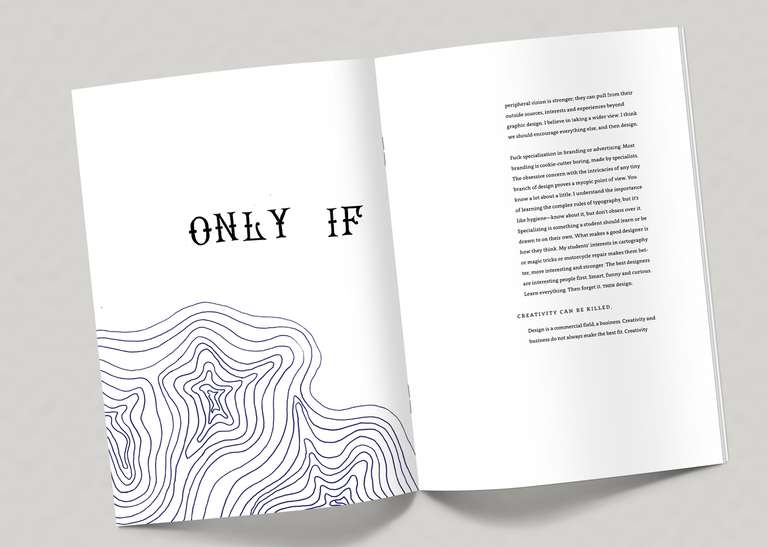 ONLY IF
peripheral vision is stronger; they can pull from their
outside sources, interests and experiences beyond
graphic design. I believe in taking a wider view. I think
we should encourage everything else, and then design.
Fuck specialization in branding or advertising. Most
branding is cookie-cutter boring, made by specialists.
The obsessive concern with the intricacies of any tiny
branch of design proves a myopic point of view. You
know a lot about a little. I understand the importance
of learning the complex rules of typography, but it's
like hygiene—know about it, but don't obsess over it.
Specializing is something a student should learn or be
drawn to on their own. What makes a good designer is
how they think. My students' interests in cartography
or magic tricks or motorcycle repair makes them bet-
ter, more interesting and stronger. The best designers
are interesting people first. Smart, funny and curious.
Learn everything. Then forget it. THEN design.
CREATIVITY CAN BE KILLED.
Design is a commercial field, a business. Creativity and
business do not always make the best fit. Creativity